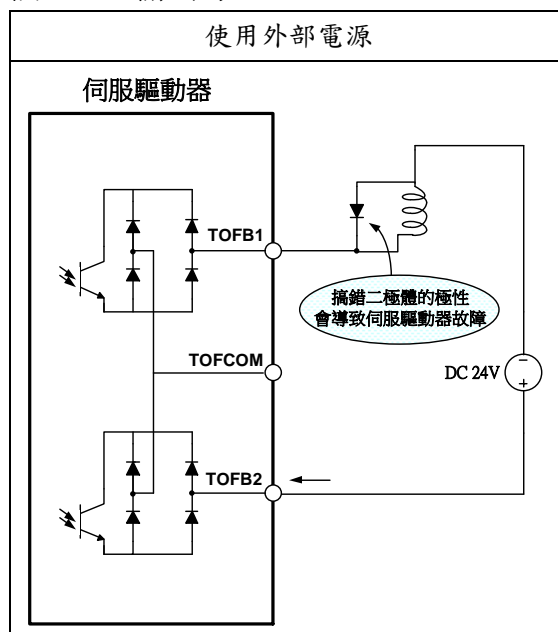 使用外部電源
伺服驅動器
TOFB1
搞錯二極體的極性
會導致伺服驅動器故障
TOFCOM
DC 24V
−
+
TOFB2